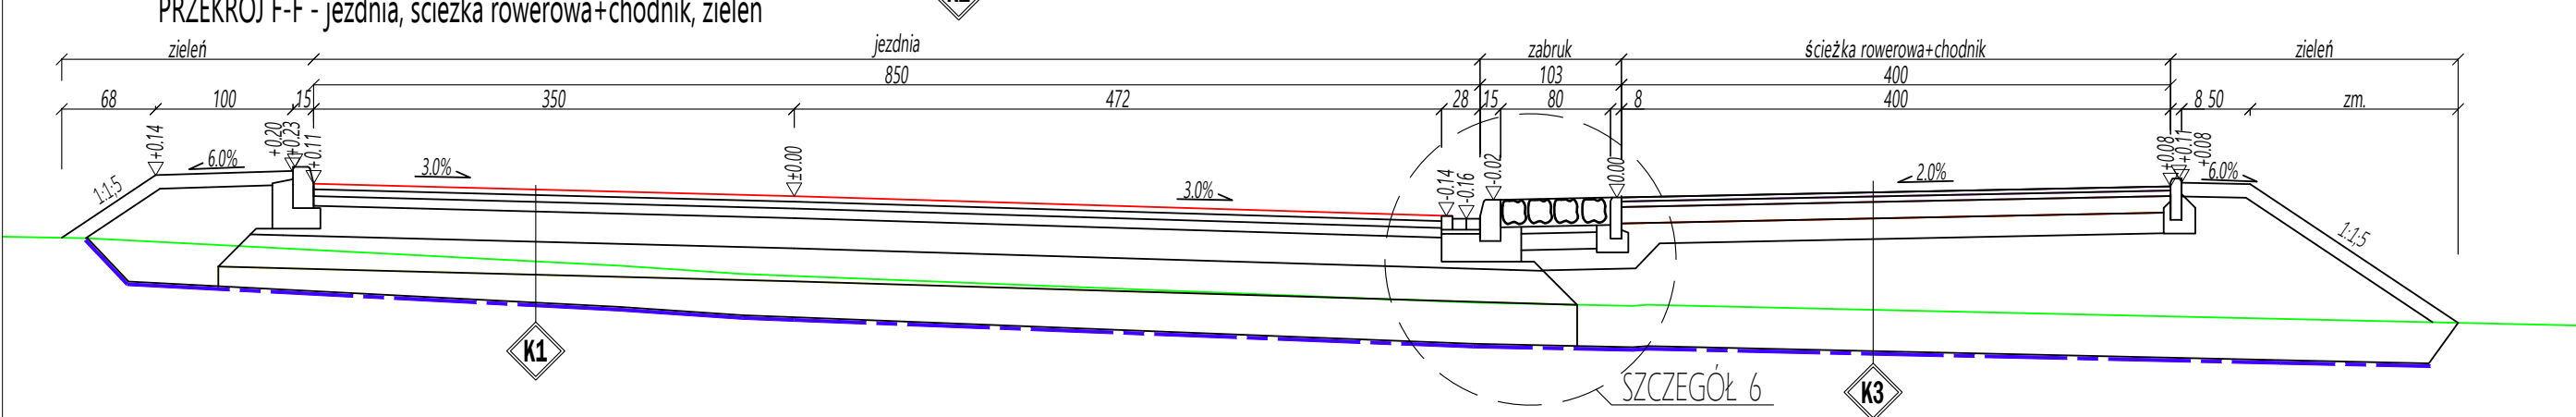 PRZEKRÓJ F-F - jezdnia, ścieżka rowerowa+chodnik, zieleń
zieleń jezdnia zabruk ścieżka rowerowa+chodnik zieleń
850 103 400
68 100 15 350 472 28 15 80 8 400 8 50 zm.
+0.14 +0.20 +0.23 +0.11 ±0.00 -0.14 -0.16 -0.02 ±0.00 +0.08 +0.11 +0.08
6.0% 3.0% 3.0% 2.0% 6.0%
1:1;5 1:1;5
K1
SZCZEGÓŁ 6
K3